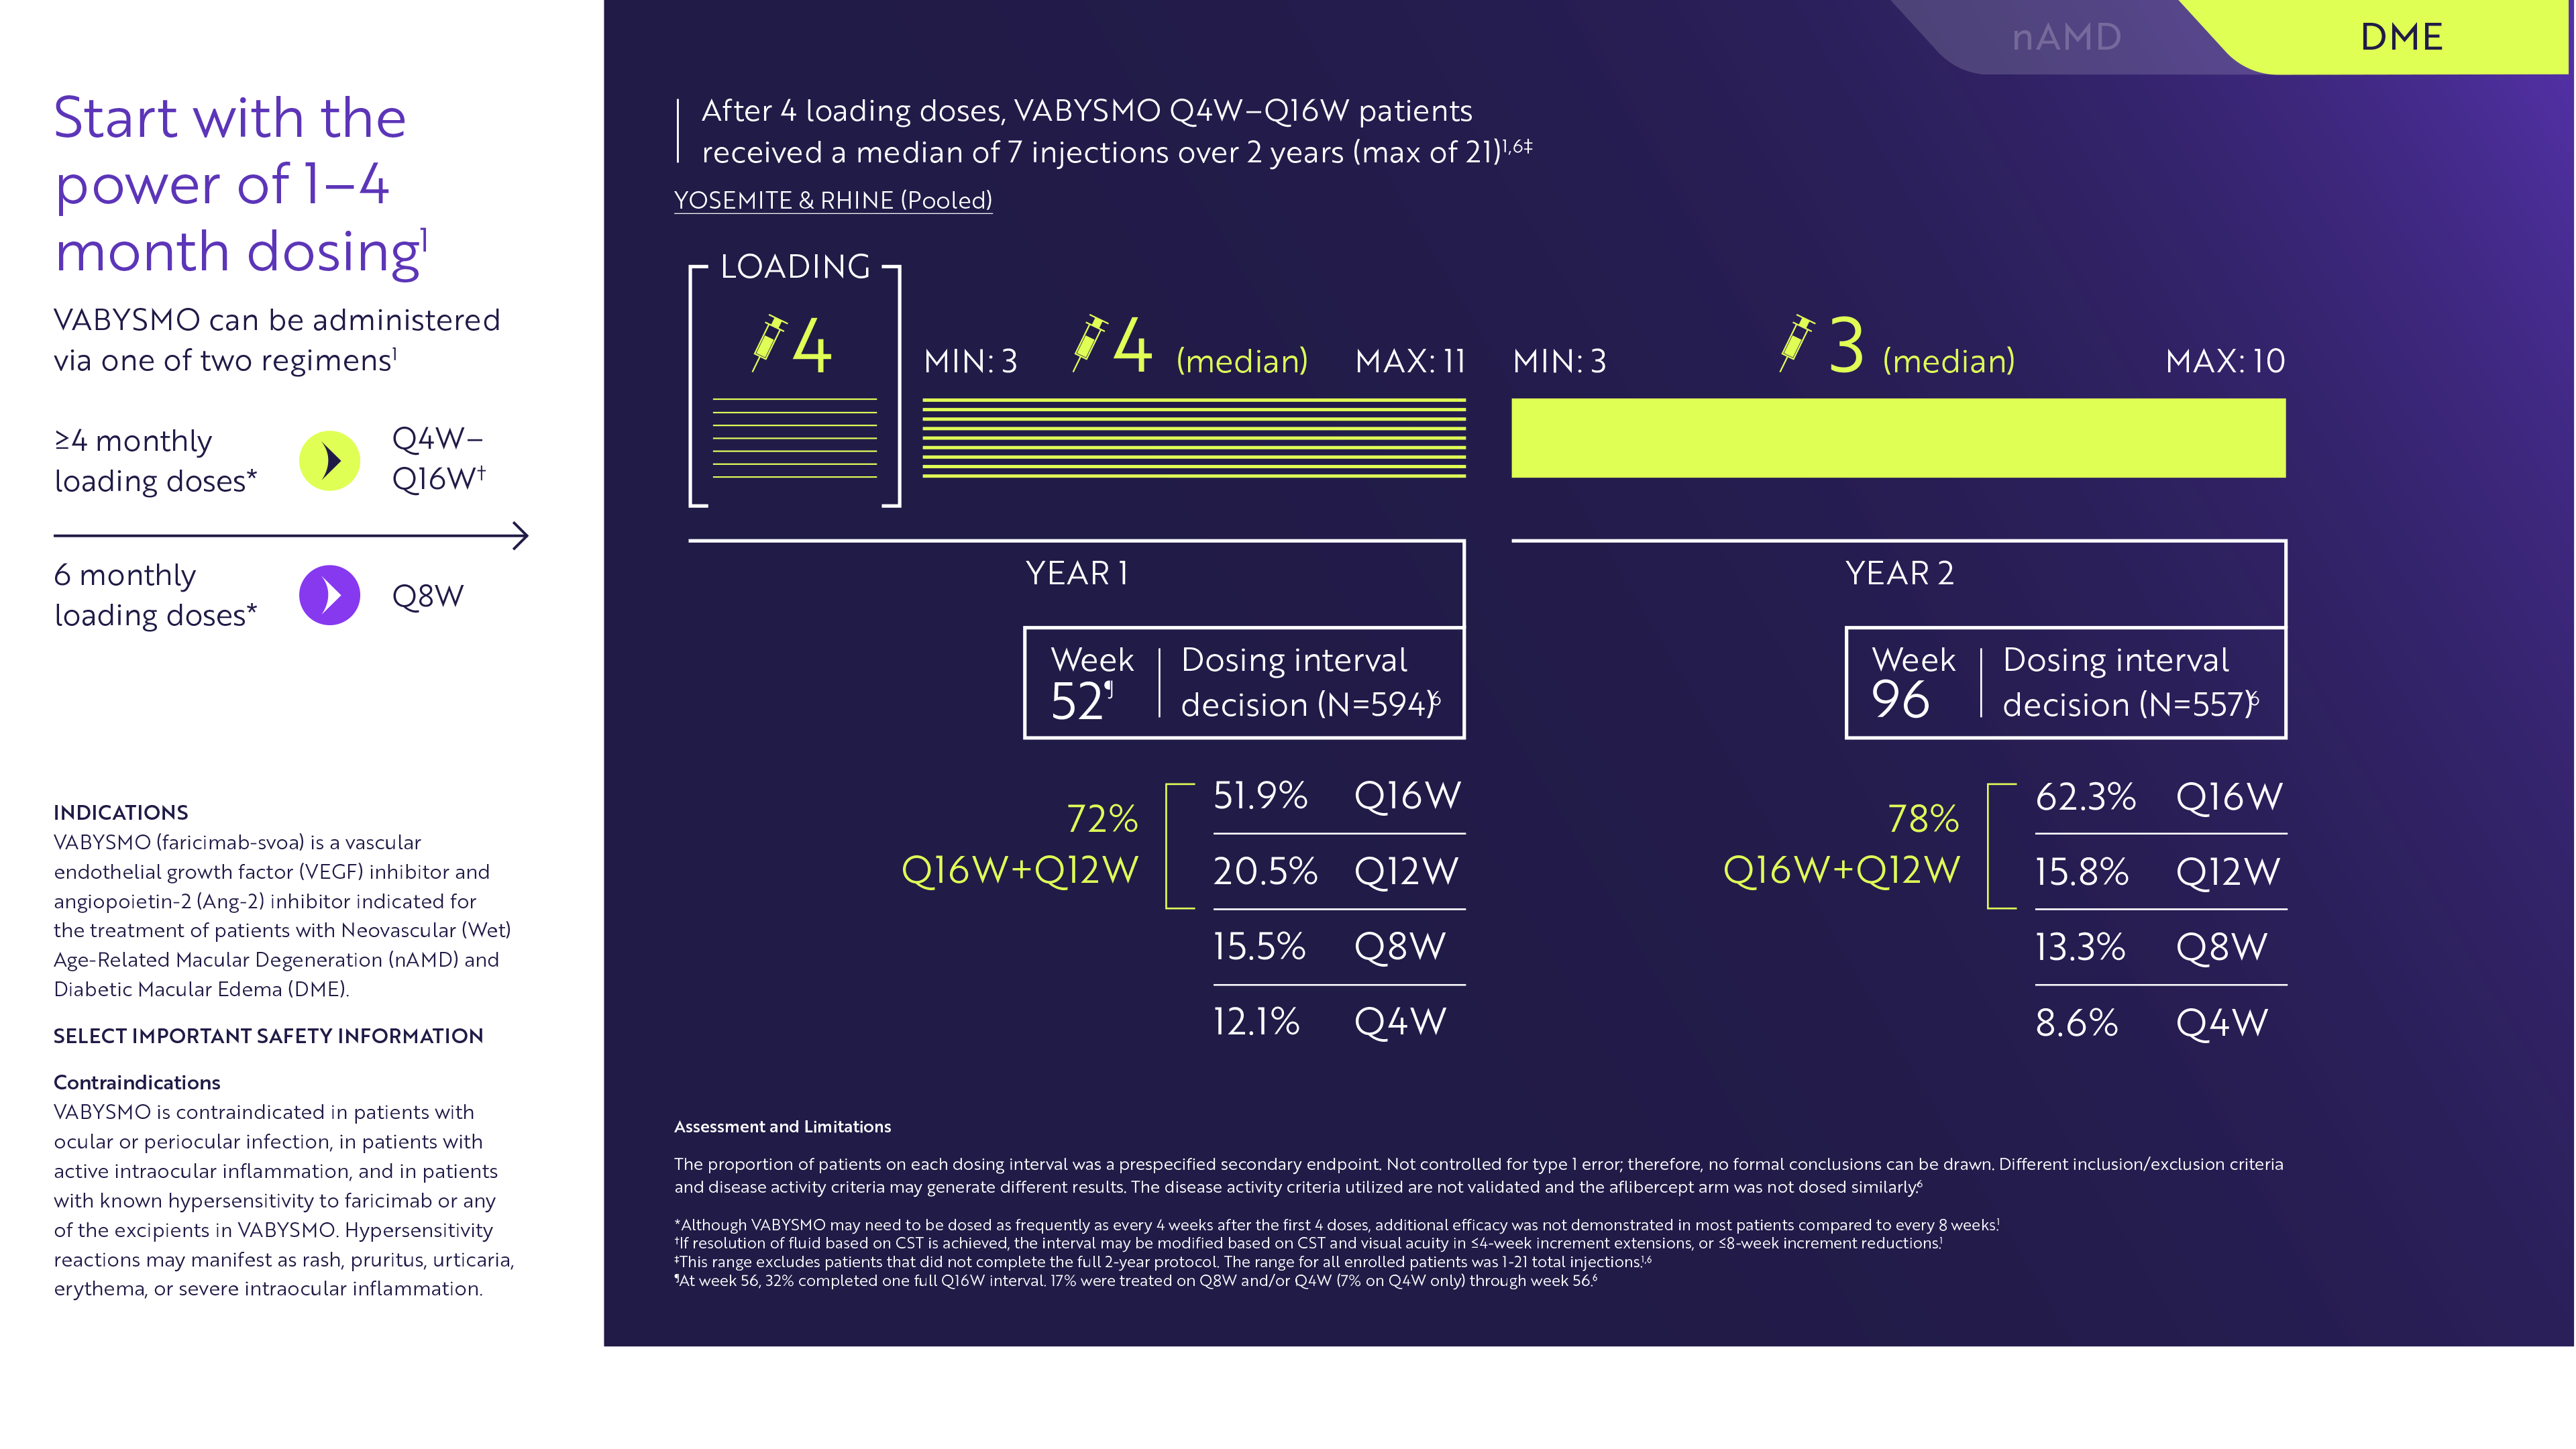 nAMD
DME
Start with the
power of 1–4
month dosing1
VABYSMO can be administered
via one of two regimens1
≥4 monthly
loading doses*
Q4W–
Q16W†
6 monthly
loading doses*
Q8W
INDICATIONS
VABYSMO (faricimab-svoa) is a vascular
endothelial growth factor (VEGF) inhibitor and
angiopoietin-2 (Ang-2) inhibitor indicated for
the treatment of patients with Neovascular (Wet)
Age-Related Macular Degeneration (nAMD) and
Diabetic Macular Edema (DME).
SELECT IMPORTANT SAFETY INFORMATION
Contraindications
VABYSMO is contraindicated in patients with
ocular or periocular infection, in patients with
active intraocular inflammation, and in patients
with known hypersensitivity to faricimab or any
of the excipients in VABYSMO. Hypersensitivity
reactions may manifest as rash, pruritus, urticaria,
erythema, or severe intraocular inflammation.
After 4 loading doses, VABYSMO Q4W–Q16W patients
received a median of 7 injections over 2 years (max of 21)1,6‡
YOSEMITE & RHINE (Pooled)
LOADING
4
MIN: 3 4 (median) MAX: 11
MIN: 3 3 (median) MAX: 10
YEAR 1
Week
52¶
Dosing interval
decision (N=594)6
72%
Q16W+Q12W
51.9% Q16W
20.5% Q12W
15.5% Q8W
12.1% Q4W
YEAR 2
Week
96
Dosing interval
decision (N=557)6
78%
Q16W+Q12W
62.3% Q16W
15.8% Q12W
13.3% Q8W
8.6% Q4W
Assessment and Limitations
The proportion of patients on each dosing interval was a prespecified secondary endpoint. Not controlled for type 1 error; therefore, no formal conclusions can be drawn. Different inclusion/exclusion criteria
and disease activity criteria may generate different results. The disease activity criteria utilized are not validated and the aflibercept arm was not dosed similarly.6
*Although VABYSMO may need to be dosed as frequently as every 4 weeks after the first 4 doses, additional efficacy was not demonstrated in most patients compared to every 8 weeks.1
†If resolution of fluid based on CST is achieved, the interval may be modified based on CST and visual acuity in ≤4-week increment extensions, or ≤8-week increment reductions.1
‡This range excludes patients that did not complete the full 2-year protocol. The range for all enrolled patients was 1-21 total injections.1,6
¶At week 56, 32% completed one full Q16W interval. 17% were treated on Q8W and/or Q4W (7% on Q4W only) through week 56.6